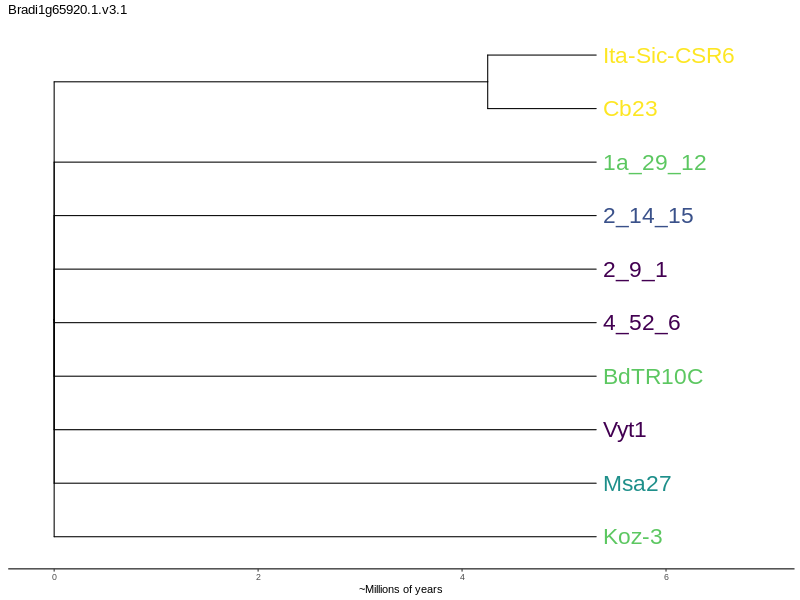 Bradi1g65920.1.v3.1
Ita-Sic-CSR6
Cb23
1a_29_12
2_14_15
2_9_1
4_52_6
BdTR10C
Vyt1
Msa27
Koz-3
0 2 4 6
~Millions of years